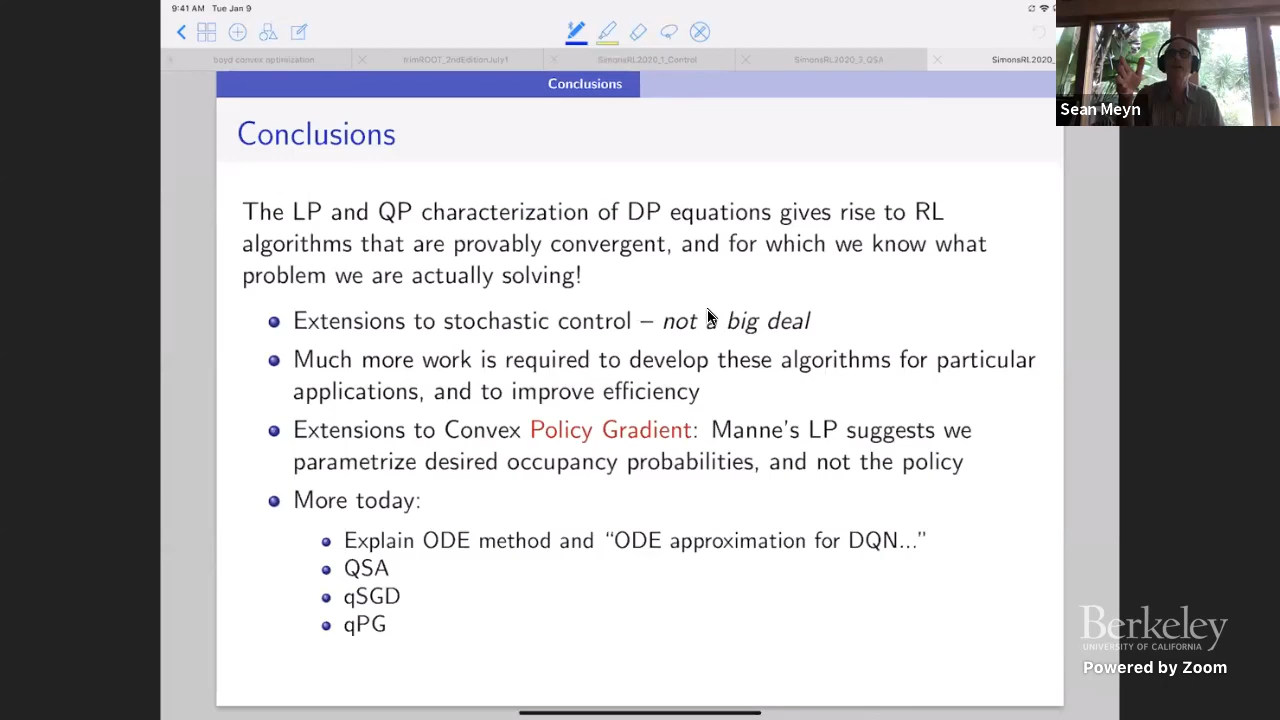 9:41 AM Tue Jan 9
boyd convex optimization
trimROOT_2ndEditionJuly1
SimonsRL2020_1_Control
SimonsRL2020_3_QSA
SimonsRL2020_
Conclusions
Sean Meyn
Conclusions
The LP and QP characterization of DP equations gives rise to RL
algorithms that are provably convergent, and for which we know what
problem we are actually solving!
Extensions to stochastic control – not a big deal
Much more work is required to develop these algorithms for particular
applications, and to improve efficiency
Extensions to Convex Policy Gradient: Manne's LP suggests we
parametrize desired occupancy probabilities, and not the policy
More today:
Explain ODE method and “ODE approximation for DQN...”
QSA
qSGD
qPG
Berkeley
UNIVERSITY OF CALIFORNIA
Powered by Zoom